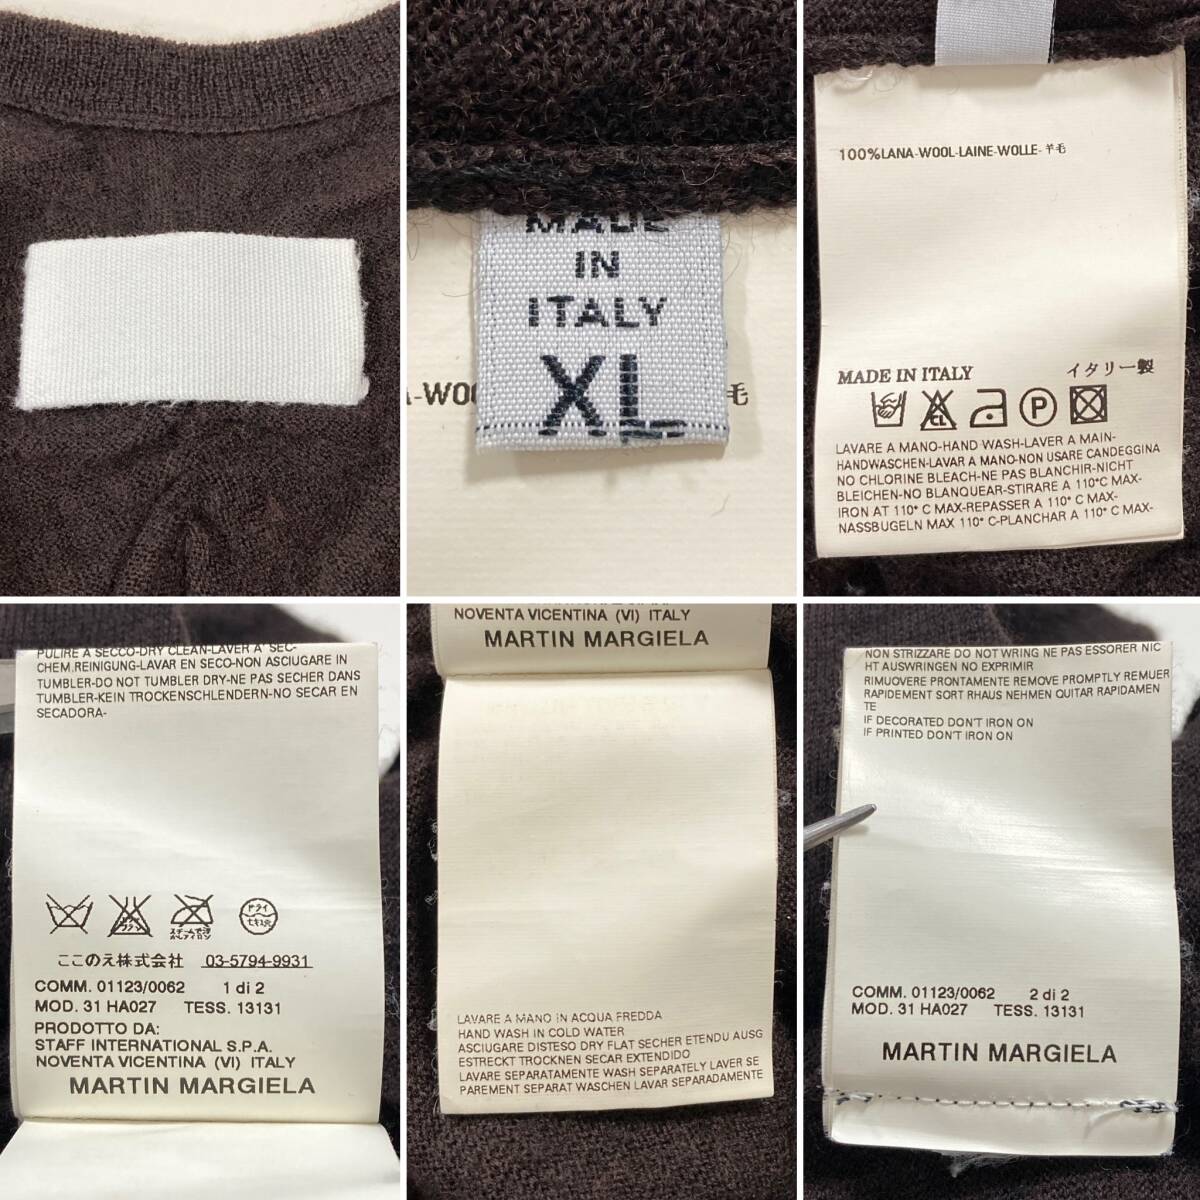 MADE
IN
ITALY
XL
-WOO
毛
100%LANA-WOOL-LAINE-WOLLE-羊毛
MADE IN ITALY イタリー製
CL P
LAVARE A MANO-HAND WASH-LAVER A MAIN-
HANDWASCHEN-LAVAR A MANO-NON USARE CANDEGGINA
NO CHLORINE BLEACH-NE PAS BLANCHIR-NICHT
BLEICHEN-NO BLANQUEAR-STIRARE A 110°C MAX-
IRON AT 110° C MAX-REPASSER A 110° C MAX-
NASSBUGELN MAX 110° C-PLANCHAR A 110° C MAX-
PULIRE A SECCO-DRY CLEAN-LAVER A SEC-
CHEM.REINIGUNG-LAVAR EN SECO-NON ASCIUGARE IN
TUMBLER-DO NOT TUMBLER DRY-NE PAS SECHER DANS
TUMBLER-KEIN TROCKENSCHLENDERN-NO SECAR EN
SECADORA-
ドライ
ここのえ株式会社 03-5794-9931
COMM. 01123/0062 1 di 2
MOD. 31 HA027 TESS. 13131
PRODOTTO DA:
STAFF INTERNATIONAL S.P.A.
NOVENTA VICENTINA (VI) ITALY
MARTIN MARGIELA
NOVENTA VICENTINA (VI) ITALY
MARTIN MARGIELA
LAVARE A MANO IN ACQUA FREDDA
HAND WASH IN COLD WATER
ASCIUGARE DISTESO DRY FLAT SECHER ETENDU AUSG
ESTRECKT TROCKNEN SECAR EXTENDIDO
LAVARE SEPARATAMENTE WASH SEPARATELY LAVER SE
PAREMENT SEPARAT WASCHEN LAVAR SEPARADAMENTE
NON STRIZZARE DO NOT WRING NE PAS ESSORER NIC
HT AUSWRINGEN NO EXPRIMIR
RIMUOVERE PRONTAMENTE REMOVE PROMPTLY REMUER
RAPIDEMENT SORT RHAUS NEHMEN QUITAR RAPIDAMEN
TE
IF DECORATED DON'T IRON ON
IF PRINTED DON'T IRON ON
COMM. 01123/0062 2 di 2
MOD. 31 HA027 TESS. 13131
MARTIN MARGIELA